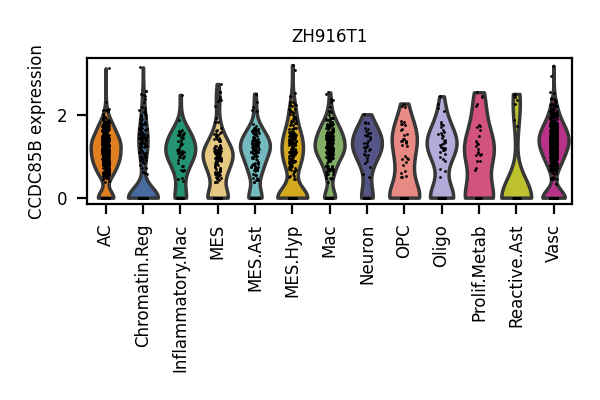 ZH916T1
CCDC85B expression
2
0
AC
Chromatin.Reg
Inflammatory.Mac
MES
MES.Ast
MES.Hyp
Mac
Neuron
OPC
Oligo
Prolif.Metab
Reactive.Ast
Vasc